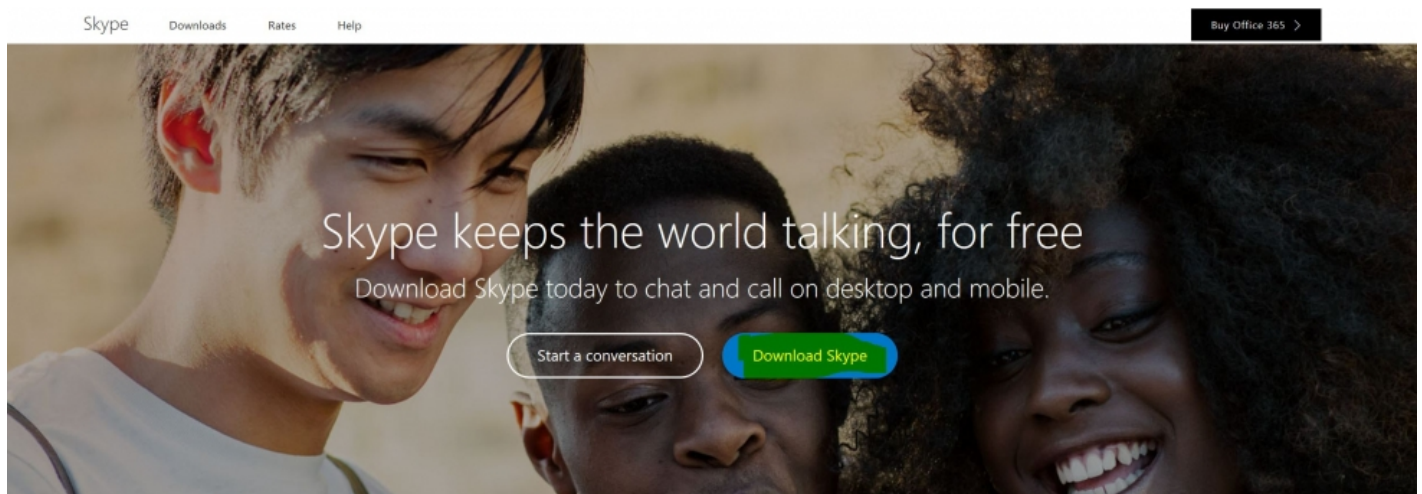 Skype Downloads Rates Help Buy Office 365
Skype keeps the world talking, for free
Download Skype today to chat and call on desktop and mobile.
Start a conversation Download Skype